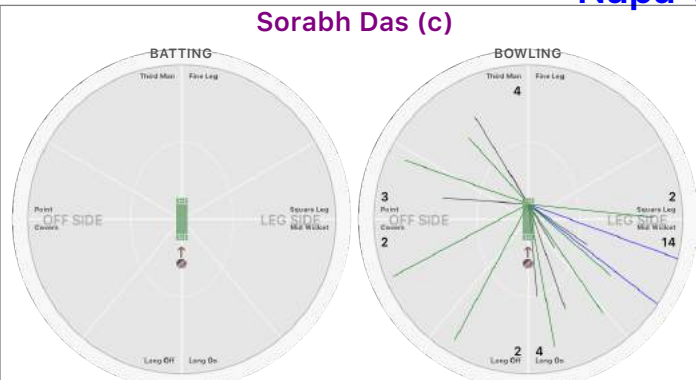 Sorabh Das (c)
BATTING
Third Man
Fine Leg
Point
OFF SIDE
Covers
Square Leg
LEG SIDE
Mid Wicket
Long Off
Long On
BOWLING
Third Man
Fine Leg
4
3
Point
OFF SIDE
Covers
2
2
Square Leg
LEG SIDE
Mid Wicket
14
2
4
Long Off
Long On